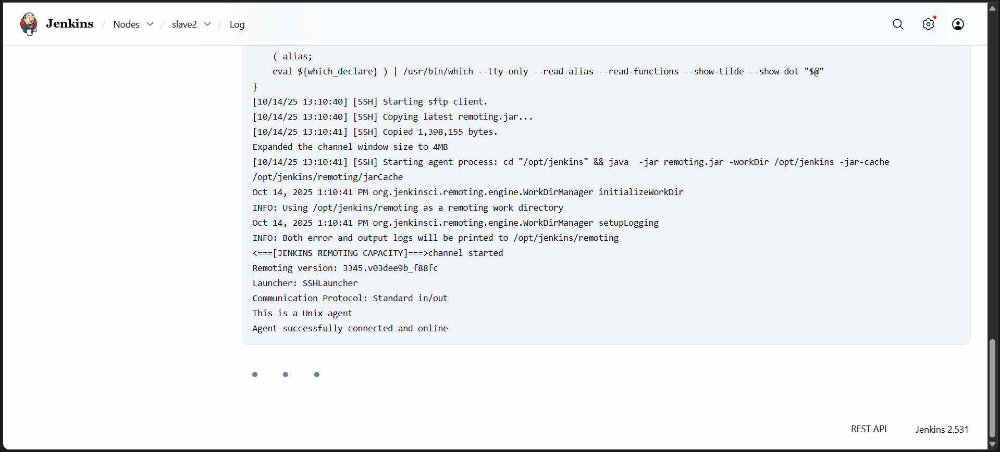 Jenkins / Nodes / slave2 / Log
( alias;
eval ${which_declare} ) | /usr/bin/which --tty-only --read-alias --read-functions --show-tilde --show-dot "$@"
}
[10/14/25 13:10:40] [SSH] Starting sftp client.
[10/14/25 13:10:40] [SSH] Copying latest remoting.jar...
[10/14/25 13:10:41] [SSH] Copied 1,398,155 bytes.
Expanded the channel window size to 4MB
[10/14/25 13:10:41] [SSH] Starting agent process: cd "/opt/jenkins" && java  -jar remoting.jar -workDir /opt/jenkins -jar-cache
/opt/jenkins/remoting/jarCache
Oct 14, 2025 1:10:41 PM org.jenkinsci.remoting.engine.WorkDirManager initializeWorkDir
INFO: Using /opt/jenkins/remoting as a remoting work directory
Oct 14, 2025 1:10:41 PM org.jenkinsci.remoting.engine.WorkDirManager setupLogging
INFO: Both error and output logs will be printed to /opt/jenkins/remoting
<===[JENKINS REMOTING CAPACITY]===>channel started
Remoting version: 3345.v03dee9b_f88fc
Launcher: SSHLauncher
Communication Protocol: Standard in/out
This is a Unix agent
Agent successfully connected and online
REST API
Jenkins 2.531